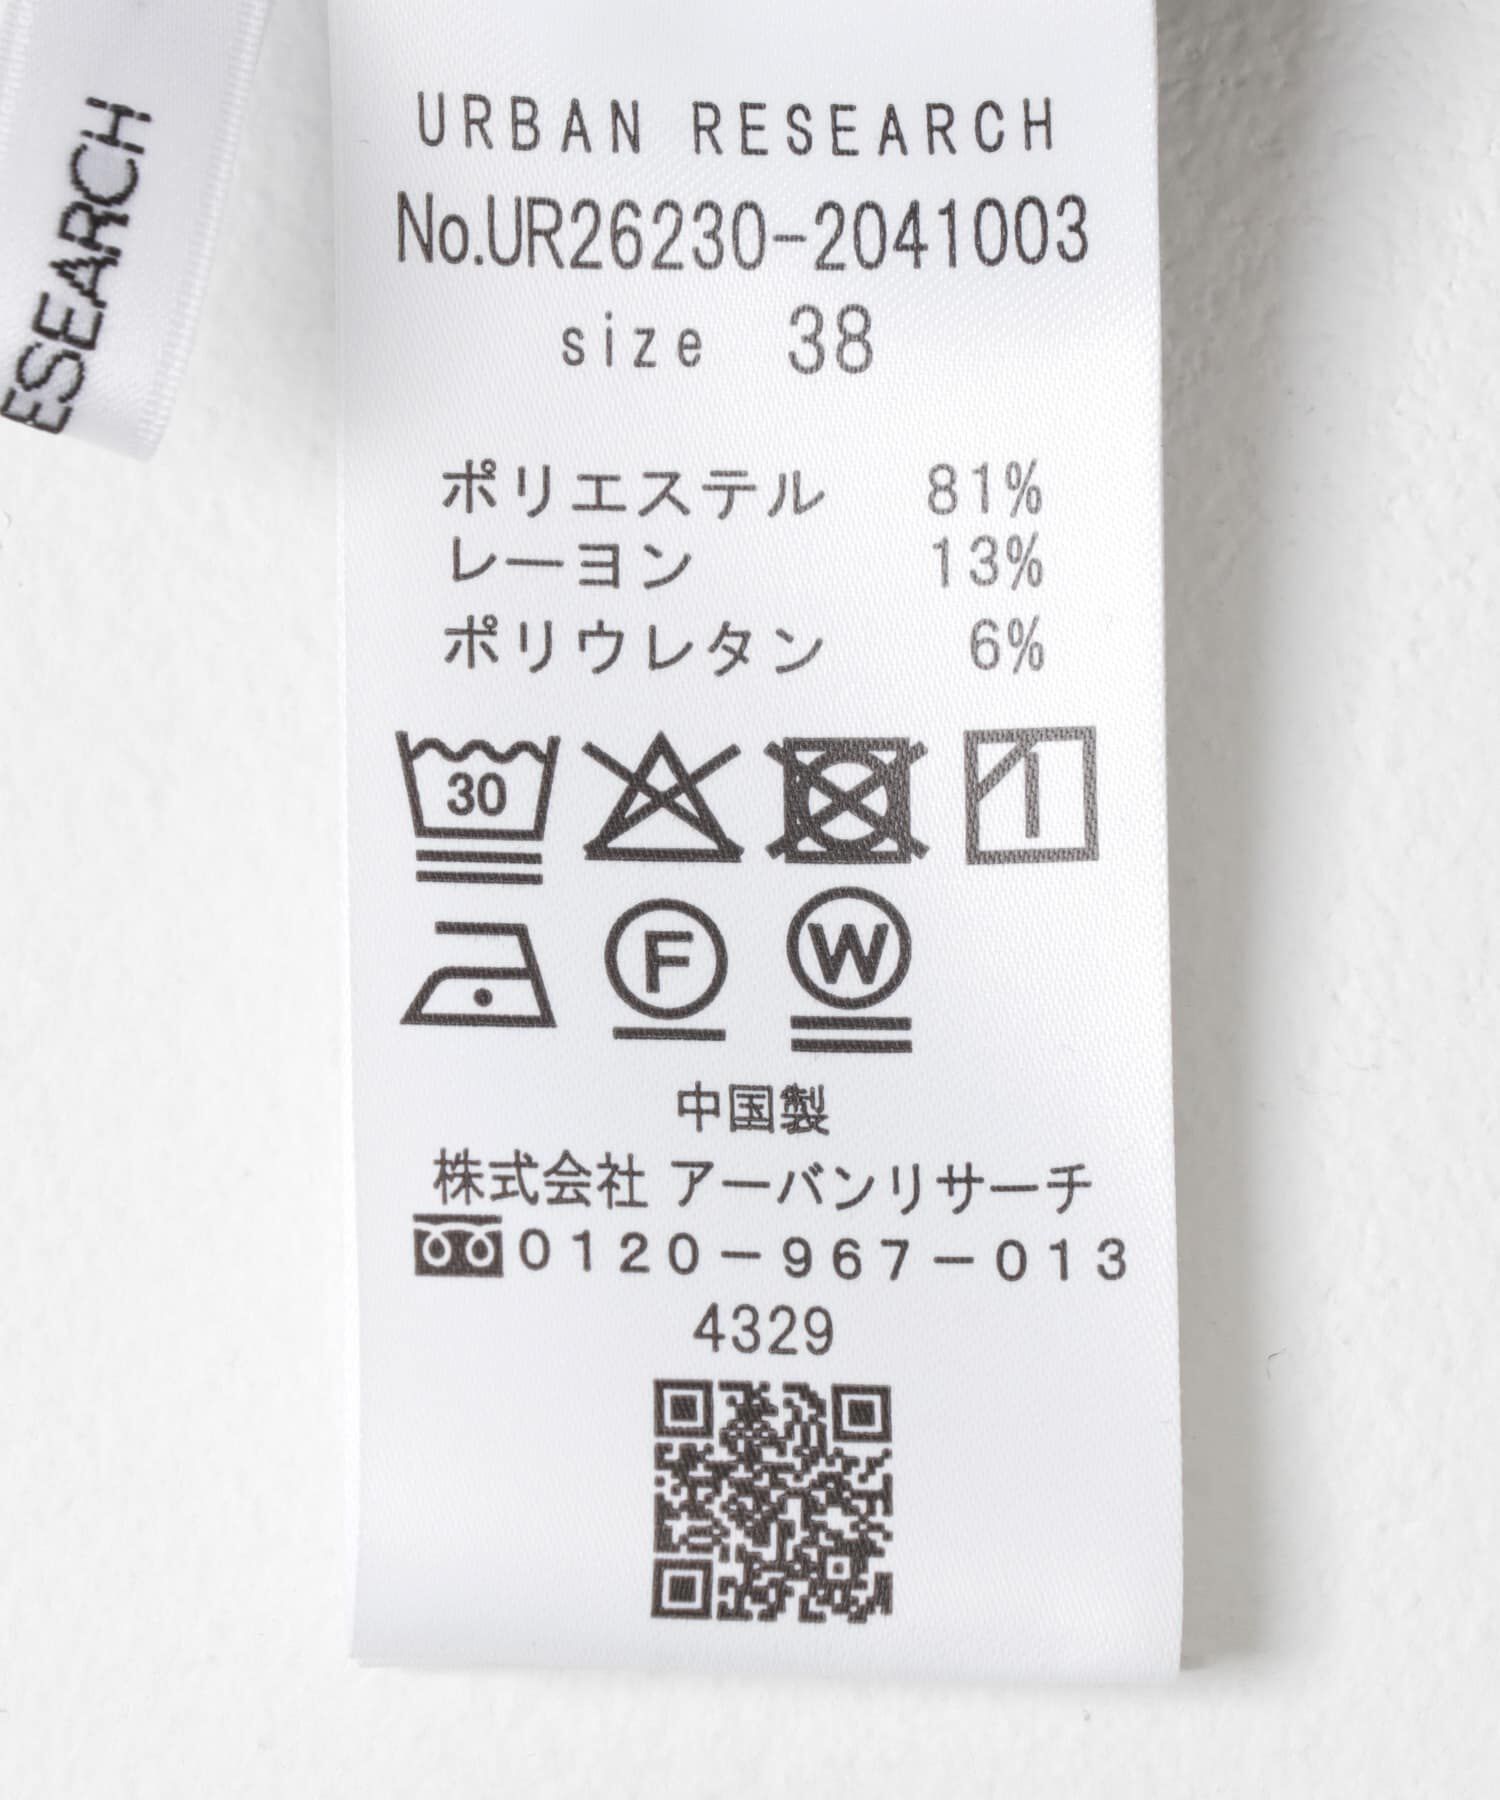 ESEARCH
URBAN RESEARCH
No.UR26230-2041003
size 38
ポリエステル 81%
レーヨン 13%
ポリウレタン 6%
30
F W
中国製
株式会社 アーバンリサーチ
0120-967-013
4329